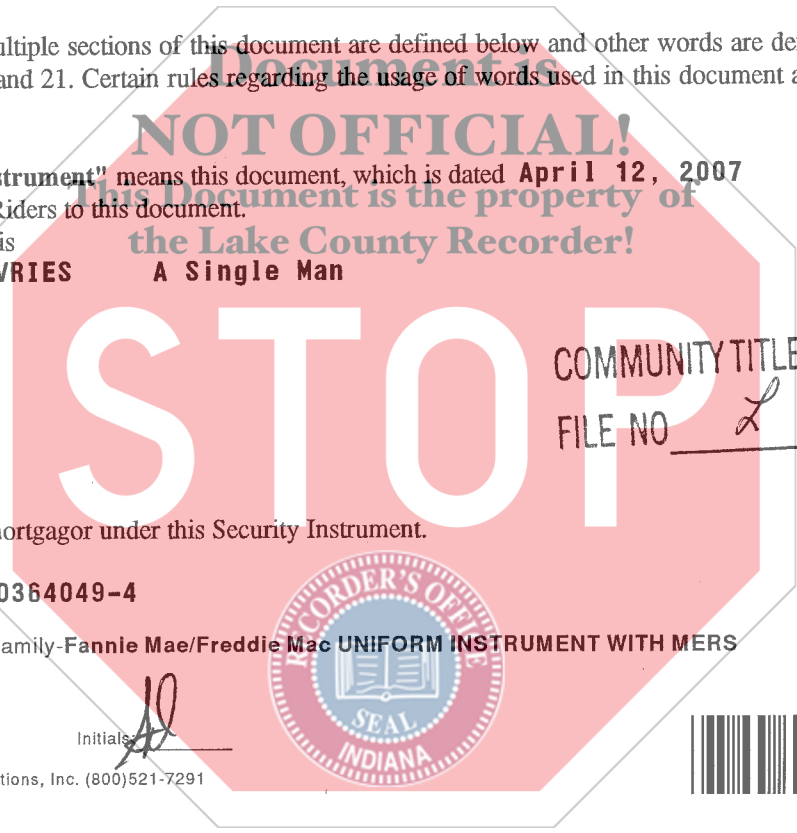 ultiple sections of this document are defined below and other words are de
and 21. Certain rules regarding the usage of words used in this document a
Document is
NOT OFFICIAL!
This Document is the property of
the Lake County Recorder!
strument" means this document, which is dated April 12, 2007
Riders to this document.
is
VRIES A Single Man
STOP
COMMUNITY TITLE
FILE NO
mortgagor under this Security Instrument.
0364049-4
amily-Fannie Mae/Freddie Mac UNIFORM INSTRUMENT WITH MERS
RECORDER'S OFFICE
SEAL
INDIANA
Initials:
tions, Inc. (800)521-7291